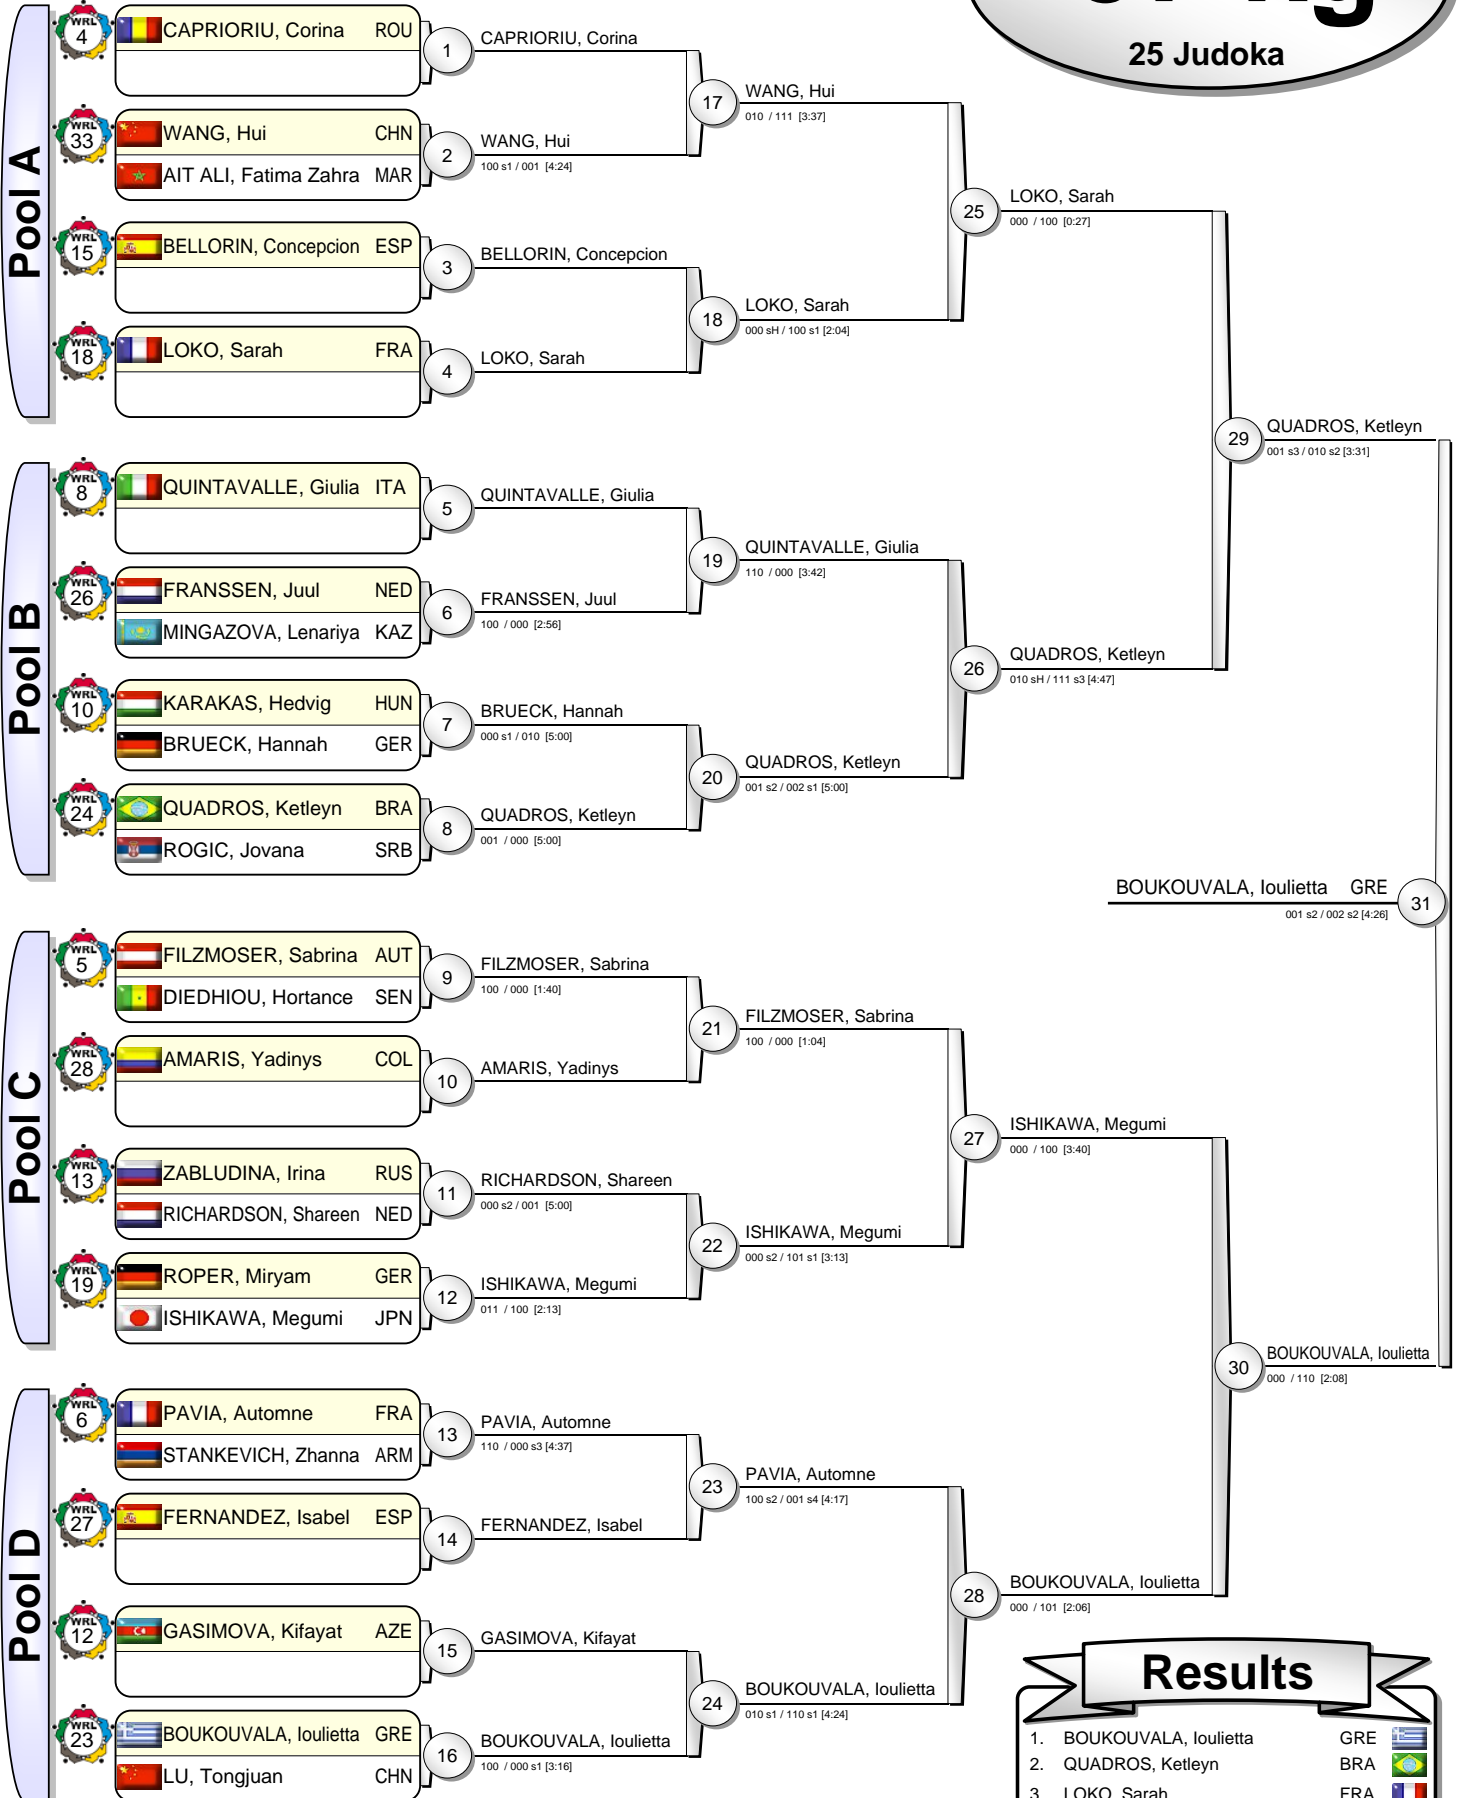 25 Judoka
Pool A
WRL 4
CAPRIORIU, Corina ROU
WRL 33
WANG, Hui CHN
AIT ALI, Fatima Zahra MAR
WRL 15
BELLORIN, Concepcion ESP
WRL 18
LOKO, Sarah FRA
1
CAPRIORIU, Corina
2
WANG, Hui
100 s1 / 001 [4:24]
3
BELLORIN, Concepcion
4
LOKO, Sarah
17
WANG, Hui
010 / 111 [3:37]
18
LOKO, Sarah
000 sH / 100 s1 [2:04]
25
LOKO, Sarah
000 / 100 [0:27]
Pool B
WRL 8
QUINTAVALLE, Giulia ITA
WRL 26
FRANSSEN, Juul NED
MINGAZOVA, Lenariya KAZ
WRL 10
KARAKAS, Hedvig HUN
BRUECK, Hannah GER
WRL 24
QUADROS, Ketleyn BRA
ROGIC, Jovana SRB
5
QUINTAVALLE, Giulia
6
FRANSSEN, Juul
100 / 000 [2:56]
7
BRUECK, Hannah
000 s1 / 010 [5:00]
8
QUADROS, Ketleyn
001 / 000 [5:00]
19
QUINTAVALLE, Giulia
110 / 000 [3:42]
20
QUADROS, Ketleyn
001 s2 / 002 s1 [5:00]
26
QUADROS, Ketleyn
010 sH / 111 s3 [4:47]
29
QUADROS, Ketleyn
001 s3 / 010 s2 [3:31]
BOUKOUVALA, Ioulietta GRE
31
001 s2 / 002 s2 [4:26]
Pool C
WRL 5
FILZMOSER, Sabrina AUT
DIEDHIOU, Hortance SEN
WRL 28
AMARIS, Yadinys COL
WRL 13
ZABLUDINA, Irina RUS
RICHARDSON, Shareen NED
WRL 19
ROPER, Miryam GER
ISHIKAWA, Megumi JPN
9
FILZMOSER, Sabrina
100 / 000 [1:40]
10
AMARIS, Yadinys
11
RICHARDSON, Shareen
000 s2 / 001 [5:00]
12
ISHIKAWA, Megumi
011 / 100 [2:13]
21
FILZMOSER, Sabrina
100 / 000 [1:04]
22
ISHIKAWA, Megumi
000 s2 / 101 s1 [3:13]
27
ISHIKAWA, Megumi
000 / 100 [3:40]
Pool D
WRL 6
PAVIA, Automne FRA
STANKEVICH, Zhanna ARM
WRL 27
FERNANDEZ, Isabel ESP
WRL 12
GASIMOVA, Kifayat AZE
WRL 23
BOUKOUVALA, Ioulietta GRE
LU, Tongjuan CHN
13
PAVIA, Automne
110 / 000 s3 [4:37]
14
FERNANDEZ, Isabel
15
GASIMOVA, Kifayat
16
BOUKOUVALA, Ioulietta
100 / 000 s1 [3:16]
23
PAVIA, Automne
100 s2 / 001 s4 [4:17]
24
BOUKOUVALA, Ioulietta
010 s1 / 110 s1 [4:24]
28
BOUKOUVALA, Ioulietta
000 / 101 [2:06]
30
BOUKOUVALA, Ioulietta
000 / 110 [2:08]
Results
1. BOUKOUVALA, Ioulietta GRE
2. QUADROS, Ketleyn BRA
3. LOKO, Sarah FRA